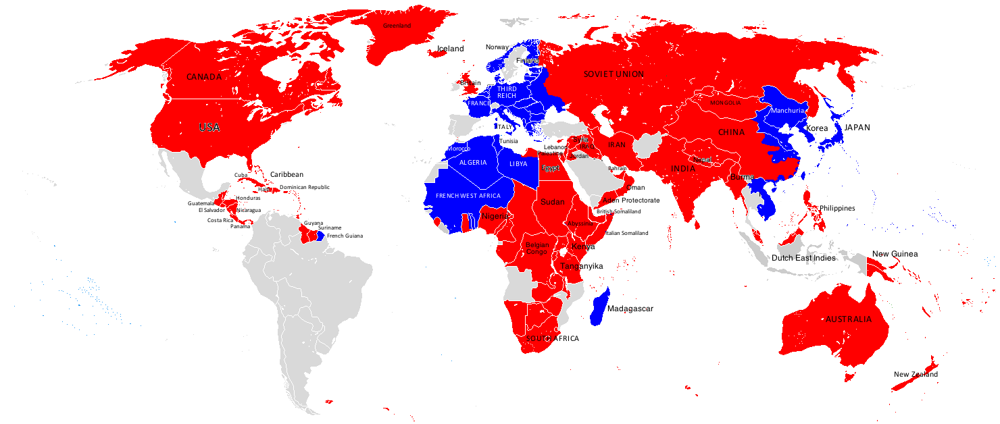 Greenland
Iceland
Norway
Finland
CANADA
SOVIET UNION
Britain
THIRD
REICH
FRANCE
MONGOLIA
Manchuria
USA
ITALY
CHINA
Korea
JAPAN
Tunisia
Syria
IRAQ
IRAN
Morocco
Lebanon
Palestine
Jordan
ALGERIA
LIBYA
Egypt
Bahrain
INDIA
Nepal
Burma
Cuba
Caribbean
Haiti
Dominican Republic
Oman
FRENCH WEST AFRICA
Sudan
Aden Protectorate
Guatemala
Honduras
El Salvador
Nicaragua
British Somaliland
Philippines
Costa Rica
Panama
Nigeria
Abyssinia
Guyana
Suriname
French Guiana
Italian Somaliland
Belgian
Congo
Kenya
Dutch East Indies
New Guinea
Tanganyika
Madagascar
AUSTRALIA
SOUTH AFRICA
New Zealand